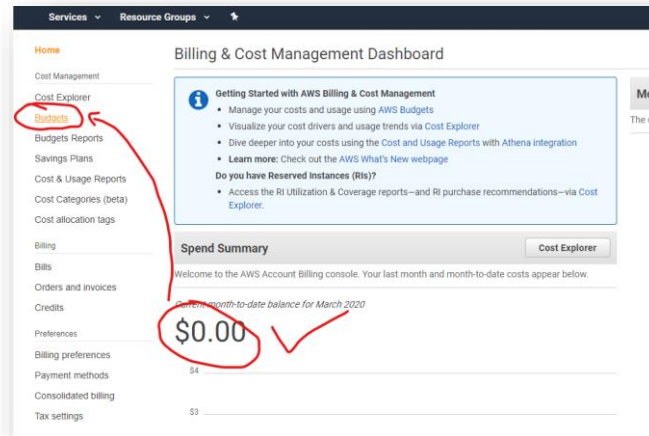 Services Resource Groups
Home
Cost Management
Cost Explorer
Budgets
Budgets Reports
Savings Plans
Cost & Usage Reports
Cost Categories (beta)
Cost allocation tags
Billing
Bills
Orders and invoices
Credits
Preferences
Billing preferences
Payment methods
Consolidated billing
Tax settings
Billing & Cost Management Dashboard
Getting Started with AWS Billing & Cost Management
• Manage your costs and usage using AWS Budgets
• Visualize your cost drivers and usage trends via Cost Explorer
• Dive deeper into your costs using the Cost and Usage Reports with Athena integration
• Learn more: Check out the AWS What's New webpage
Do you have Reserved Instances (RIs)?
• Access the RI Utilization & Coverage reports—and RI purchase recommendations—via Cost
Explorer.
Spend Summary
Cost Explorer
Welcome to the AWS Account Billing console. Your last month and month-to-date costs appear below.
Current month-to-date balance for March 2020
$0.00
$4
$3